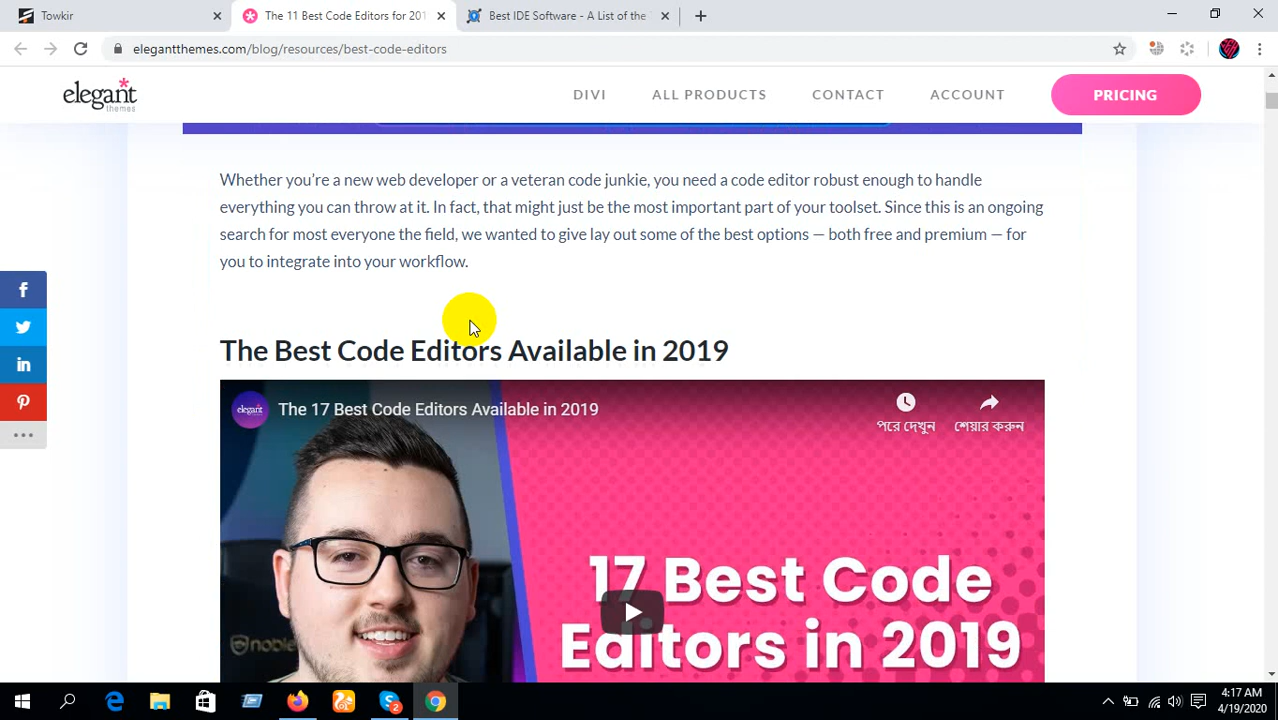 Towkir
The 11 Best Code Editors for 201
Best IDE Software - A List of the
elegantthemes.com/blog/resources/best-code-editors
elegant themes
DIVI
ALL PRODUCTS
CONTACT
ACCOUNT
PRICING
Whether you're a new web developer or a veteran code junkie, you need a code editor robust enough to handle
everything you can throw at it. In fact, that might just be the most important part of your toolset. Since this is an ongoing
search for most everyone the field, we wanted to give lay out some of the best options — both free and premium — for
you to integrate into your workflow.
The Best Code Editors Available in 2019
elegant
The 17 Best Code Editors Available in 2019
পরে দেখুন
শেয়ার করুন
17 Best Code
Editors in 2019
noble
4:17 AM
4/19/2020